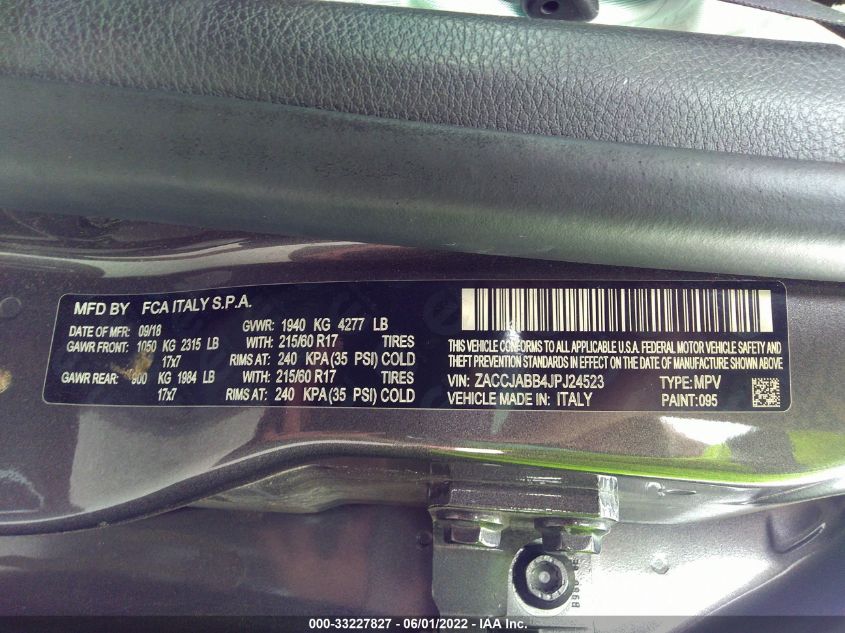 MFD BY FCA ITALY S.P.A.
DATE OF MFR: 09/18 GVWR: 1940 KG 4277 LB
GAWR FRONT: 1050 KG 2315 LB WITH: 215/60 R17 TIRES
17x7 RIMS AT: 240 KPA(35 PSI) COLD
GAWR REAR: 900 KG 1984 LB WITH: 215/60 R17 TIRES
17x7 RIMS AT: 240 KPA(35 PSI) COLD
THIS VEHICLE CONFORMS TO ALL APPLICABLE U.S.A. FEDERAL MOTOR VEHICLE SAFETY AND
THEFT PREVENTION STANDARDS IN EFFECT ON THE DATE OF MANUFACTURE SHOWN ABOVE.
VIN: ZACCJABB4JPJ24523 TYPE: MPV
VEHICLE MADE IN: ITALY PAINT: 095
000-33227827 - 06/01/2022 - IAA Inc.